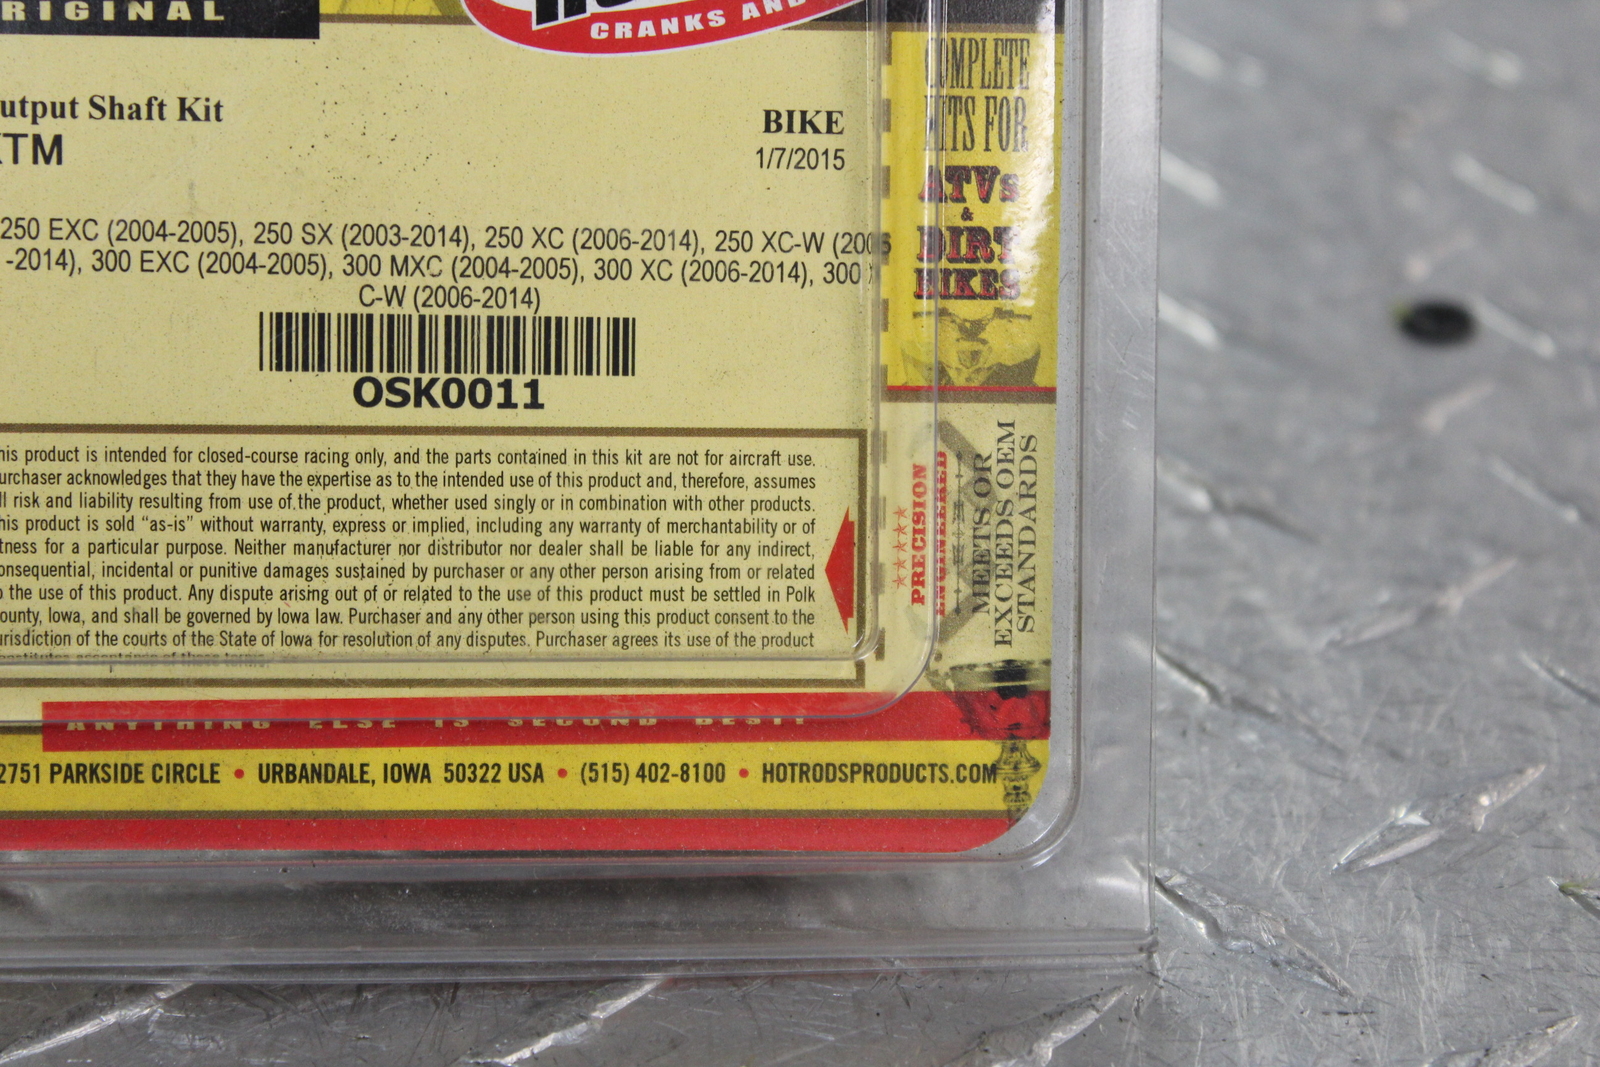 RIGINAL
CRANKS AND
utput Shaft Kit
BIKE
KTM
1/7/2015
250 EXC (2004-2005), 250 SX (2003-2014), 250 XC (2006-2014), 250 XC-W (2006
-2014), 300 EXC (2004-2005), 300 MXC (2004-2005), 300 XC (2006-2014), 300 X
C-W (2006-2014)
OSK0011
his product is intended for closed-course racing only, and the parts contained in this kit are not for aircraft use.
urchaser acknowledges that they have the expertise as to the intended use of this product and, therefore, assumes
ll risk and liability resulting from use of the product, whether used singly or in combination with other products.
his product is sold “as-is” without warranty, express or implied, including any warranty of merchantability or of
tness for a particular purpose. Neither manufacturer nor distributor nor dealer shall be liable for any indirect,
onsequential, incidental or punitive damages sustained by purchaser or any other person arising from or related
o the use of this product. Any dispute arising out of or related to the use of this product must be settled in Polk
ounty, Iowa, and shall be governed by Iowa law. Purchaser and any other person using this product consent to the
urisdiction of the courts of the State of Iowa for resolution of any disputes. Purchaser agrees its use of the product
nstitutes acceptance of these terms.
ANYTHING ELSE IS SECOND BEST!
2751 PARKSIDE CIRCLE • URBANDALE, IOWA 50322 USA • (515) 402-8100 • HOTRODSPRODUCTS.COM
COMPLETE
KITS FOR
ATVs
&
DIRT
BIKES
PRECISION
ENGINEERED
MEETS OR
EXCEEDS OEM
STANDARDS